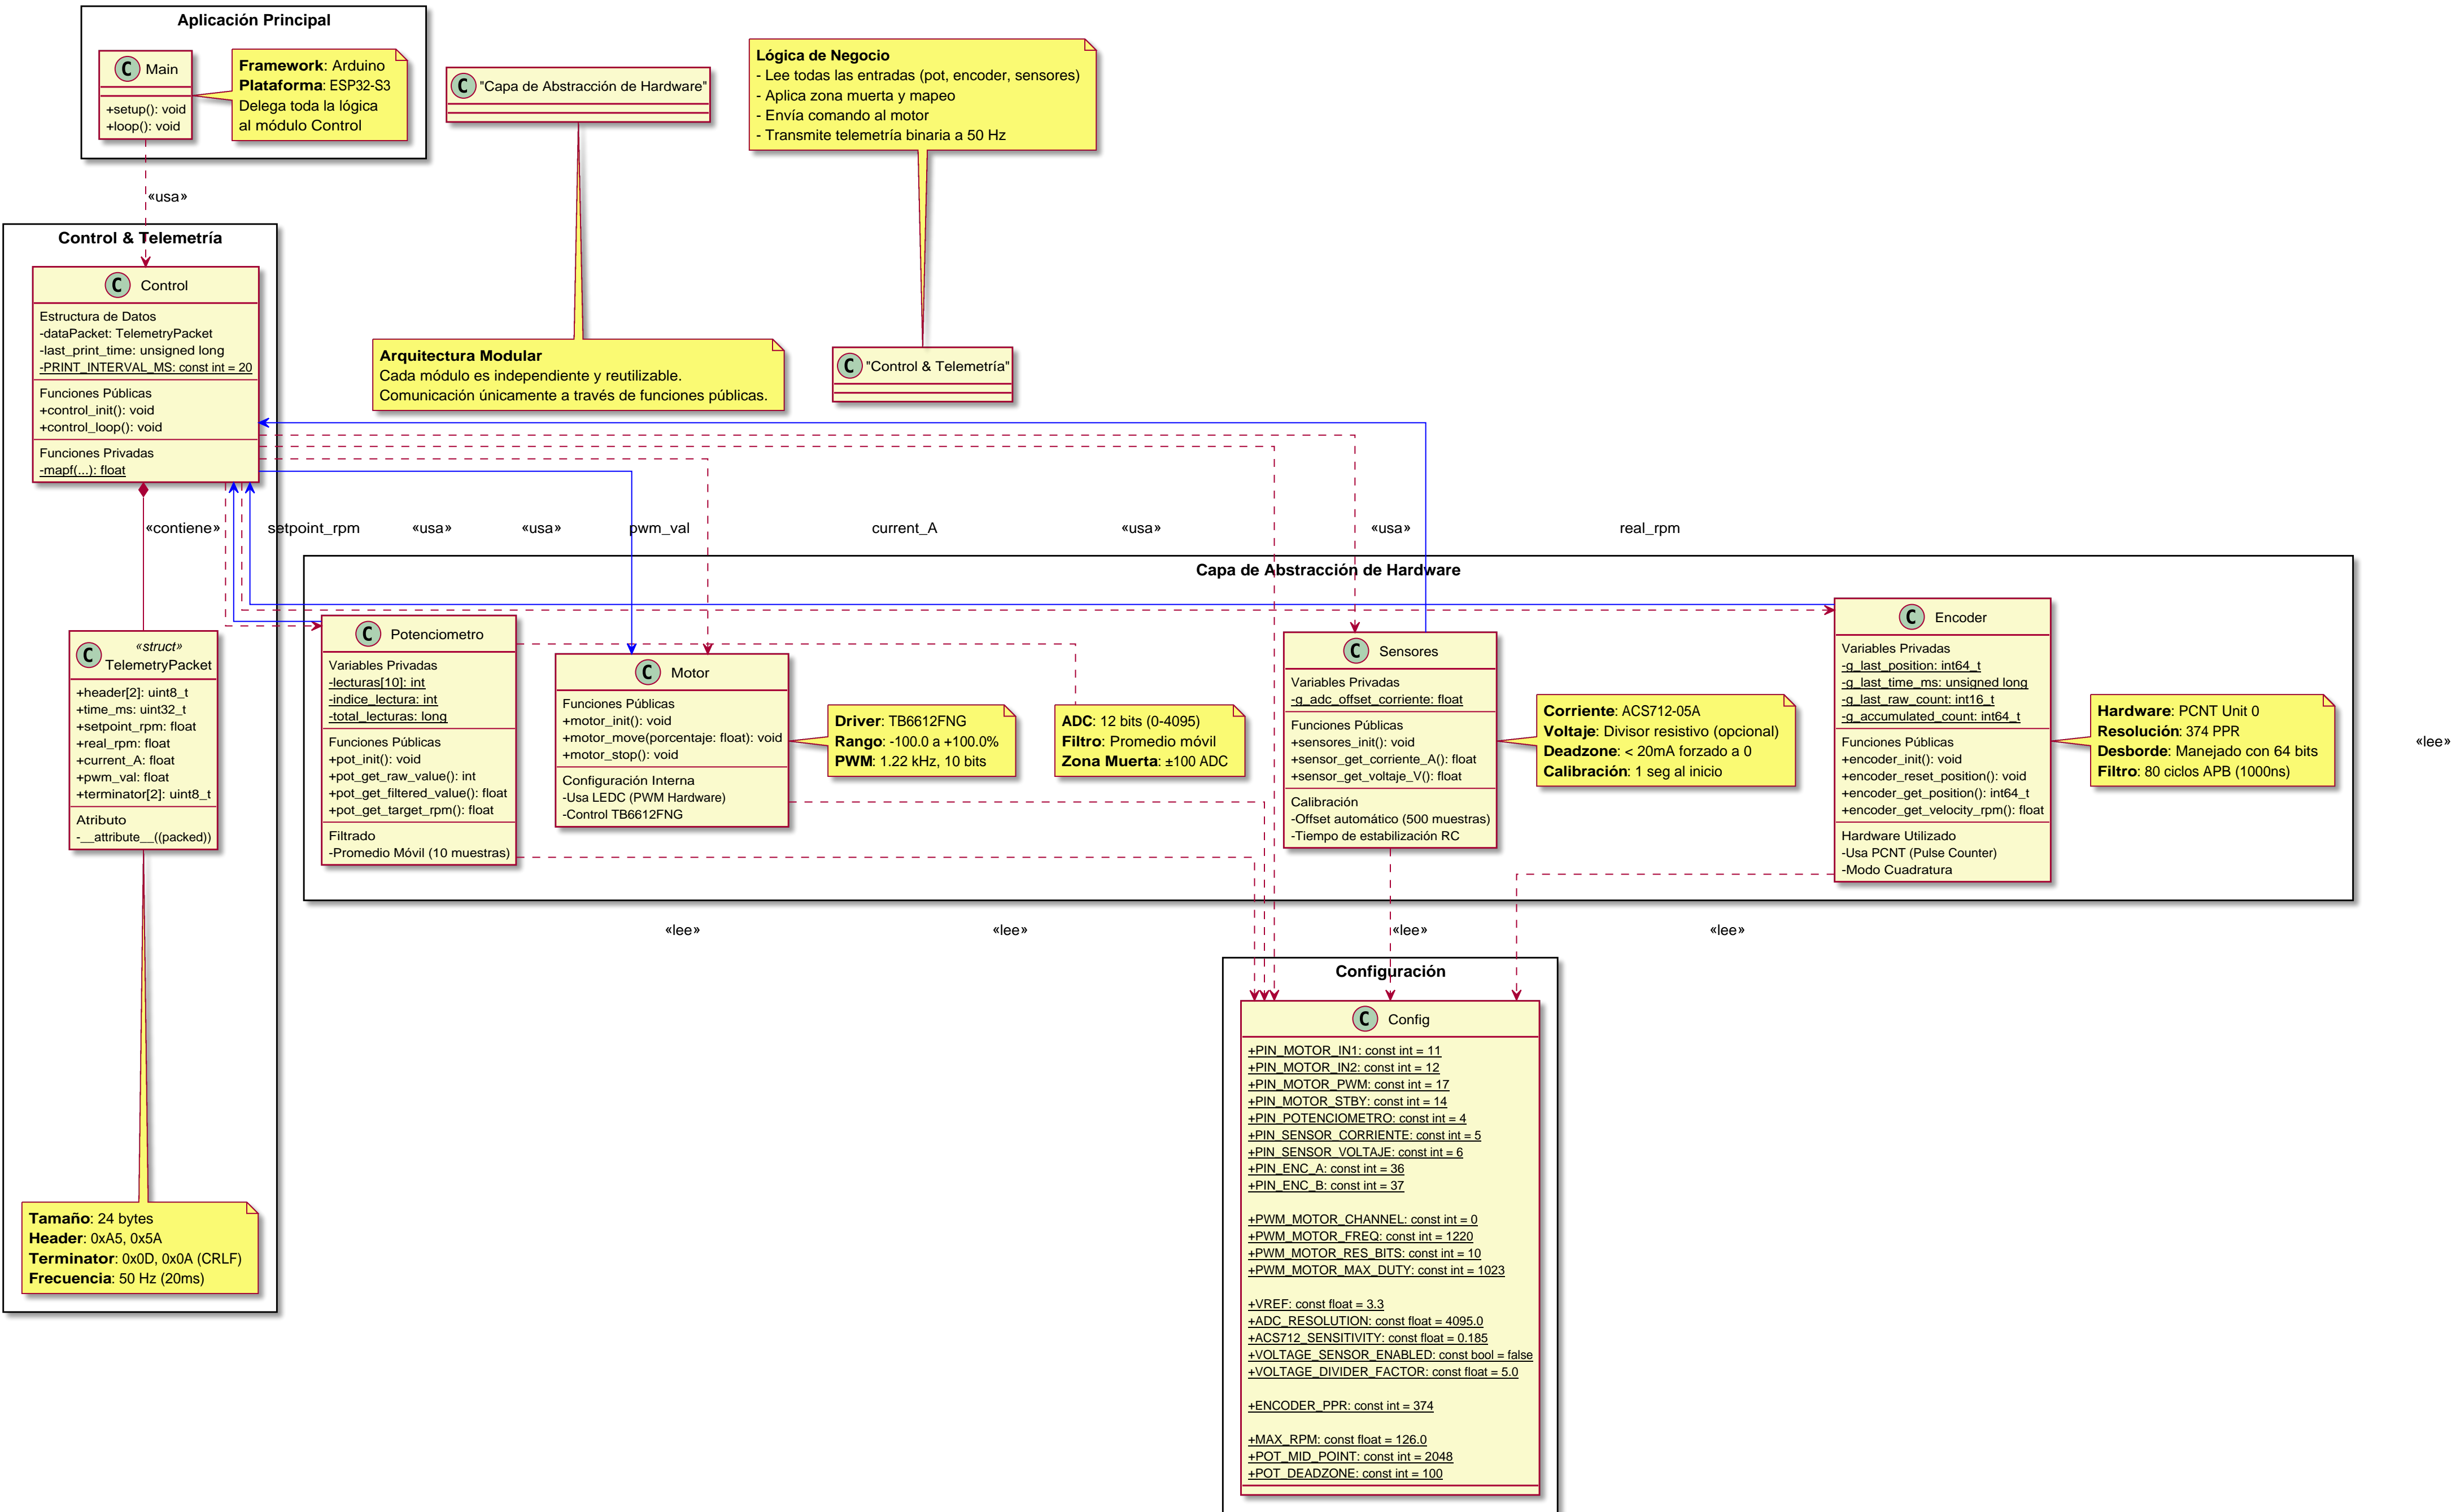 Aplicación Principal
C Main
+setup(): void
+loop(): void
Framework: Arduino
Plataforma: ESP32-S3
Delega toda la lógica
al módulo Control
C "Capa de Abstracción de Hardware"
Lógica de Negocio
- Lee todas las entradas (pot, encoder, sensores)
- Aplica zona muerta y mapeo
- Envía comando al motor
- Transmite telemetría binaria a 50 Hz
«usa»
Control & Telemetría
C Control
Estructura de Datos
-dataPacket: TelemetryPacket
-last_print_time: unsigned long
-PRINT_INTERVAL_MS: const int = 20
Funciones Públicas
+control_init(): void
+control_loop(): void
Funciones Privadas
-mapf(...): float
Arquitectura Modular
Cada módulo es independiente y reutilizable.
Comunicación únicamente a través de funciones públicas.
C "Control & Telemetría"
«contiene»
setpoint_rpm
«usa»
«usa»
pwm_val
current_A
«usa»
«usa»
real_rpm
Capa de Abstracción de Hardware
C «struct»
TelemetryPacket
+header[2]: uint8_t
+time_ms: uint32_t
+setpoint_rpm: float
+real_rpm: float
+current_A: float
+pwm_val: float
+terminator[2]: uint8_t
Atributo
-__attribute__((packed))
C Potenciometro
Variables Privadas
-lecturas[10]: int
-indice_lectura: int
-total_lecturas: long
Funciones Públicas
+pot_init(): void
+pot_get_raw_value(): int
+pot_get_filtered_value(): float
+pot_get_target_rpm(): float
Filtrado
-Promedio Móvil (10 muestras)
C Motor
Funciones Públicas
+motor_init(): void
+motor_move(porcentaje: float): void
+motor_stop(): void
Configuración Interna
-Usa LEDC (PWM Hardware)
-Control TB6612FNG
Driver: TB6612FNG
Rango: -100.0 a +100.0%
PWM: 1.22 kHz, 10 bits
ADC: 12 bits (0-4095)
Filtro: Promedio móvil
Zona Muerta: ±100 ADC
C Sensores
Variables Privadas
-g_adc_offset_corriente: float
Funciones Públicas
+sensores_init(): void
+sensor_get_corriente_A(): float
+sensor_get_voltaje_V(): float
Calibración
-Offset automático (500 muestras)
-Tiempo de estabilización RC
Corriente: ACS712-05A
Voltaje: Divisor resistivo (opcional)
Deadzone: < 20mA forzado a 0
Calibración: 1 seg al inicio
C Encoder
Variables Privadas
-g_last_position: int64_t
-g_last_time_ms: unsigned long
-g_last_raw_count: int16_t
-g_accumulated_count: int64_t
Funciones Públicas
+encoder_init(): void
+encoder_reset_position(): void
+encoder_get_position(): int64_t
+encoder_get_velocity_rpm(): float
Hardware Utilizado
-Usa PCNT (Pulse Counter)
-Modo Cuadratura
Hardware: PCNT Unit 0
Resolución: 374 PPR
Desborde: Manejado con 64 bits
Filtro: 80 ciclos APB (1000ns)
«lee»
«lee»
«lee»
«lee»
«lee»
Tamaño: 24 bytes
Header: 0xA5, 0x5A
Terminator: 0x0D, 0x0A (CRLF)
Frecuencia: 50 Hz (20ms)
Configuración
C Config
+PIN_MOTOR_IN1: const int = 11
+PIN_MOTOR_IN2: const int = 12
+PIN_MOTOR_PWM: const int = 17
+PIN_MOTOR_STBY: const int = 14
+PIN_POTENCIOMETRO: const int = 4
+PIN_SENSOR_CORRIENTE: const int = 5
+PIN_SENSOR_VOLTAJE: const int = 6
+PIN_ENC_A: const int = 36
+PIN_ENC_B: const int = 37
+PWM_MOTOR_CHANNEL: const int = 0
+PWM_MOTOR_FREQ: const int = 1220
+PWM_MOTOR_RES_BITS: const int = 10
+PWM_MOTOR_MAX_DUTY: const int = 1023
+VREF: const float = 3.3
+ADC_RESOLUTION: const float = 4095.0
+ACS712_SENSITIVITY: const float = 0.185
+VOLTAGE_SENSOR_ENABLED: const bool = false
+VOLTAGE_DIVIDER_FACTOR: const float = 5.0
+ENCODER_PPR: const int = 374
+MAX_RPM: const float = 126.0
+POT_MID_POINT: const int = 2048
+POT_DEADZONE: const int = 100